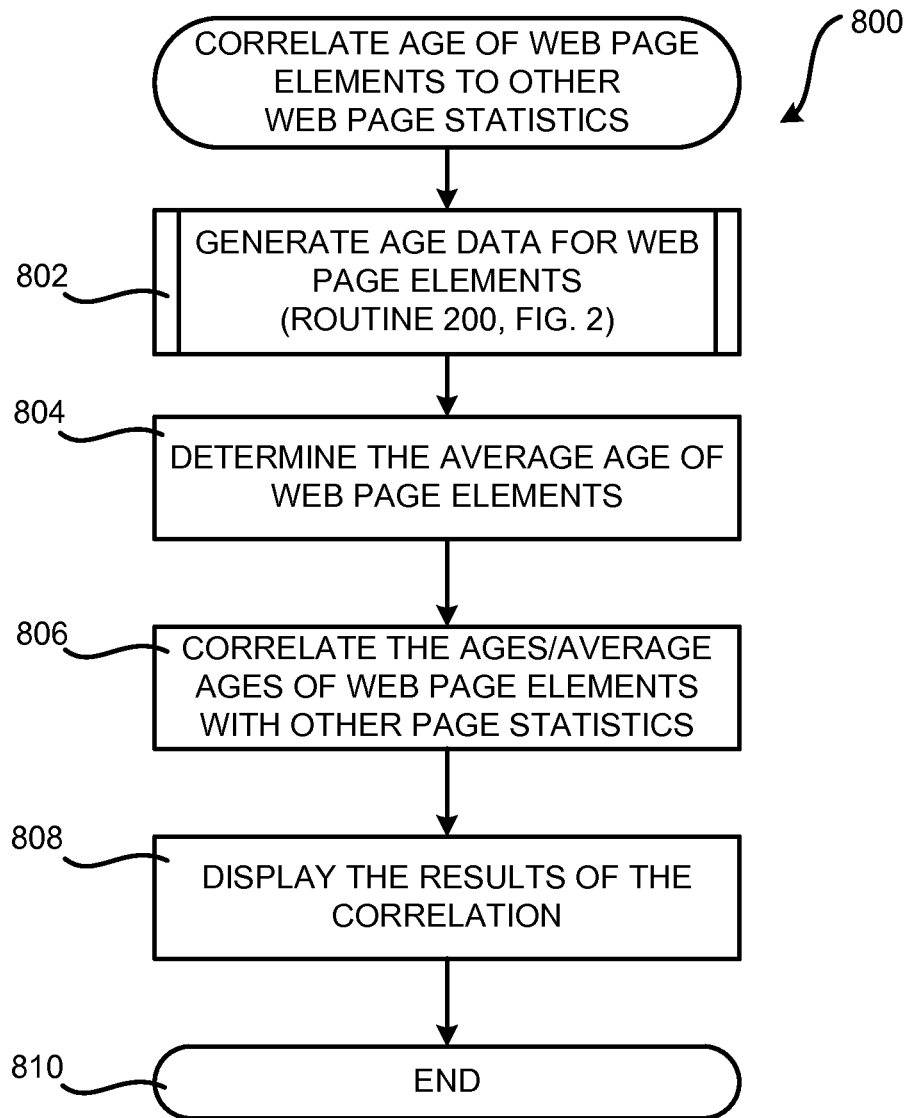 800
CORRELATE AGE OF WEB PAGE
ELEMENTS TO OTHER
WEB PAGE STATISTICS
802
GENERATE AGE DATA FOR WEB
PAGE ELEMENTS
(ROUTINE 200, FIG. 2)
804
DETERMINE THE AVERAGE AGE OF
WEB PAGE ELEMENTS
806
CORRELATE THE AGES/AVERAGE
AGES OF WEB PAGE ELEMENTS
WITH OTHER PAGE STATISTICS
808
DISPLAY THE RESULTS OF THE
CORRELATION
810
END